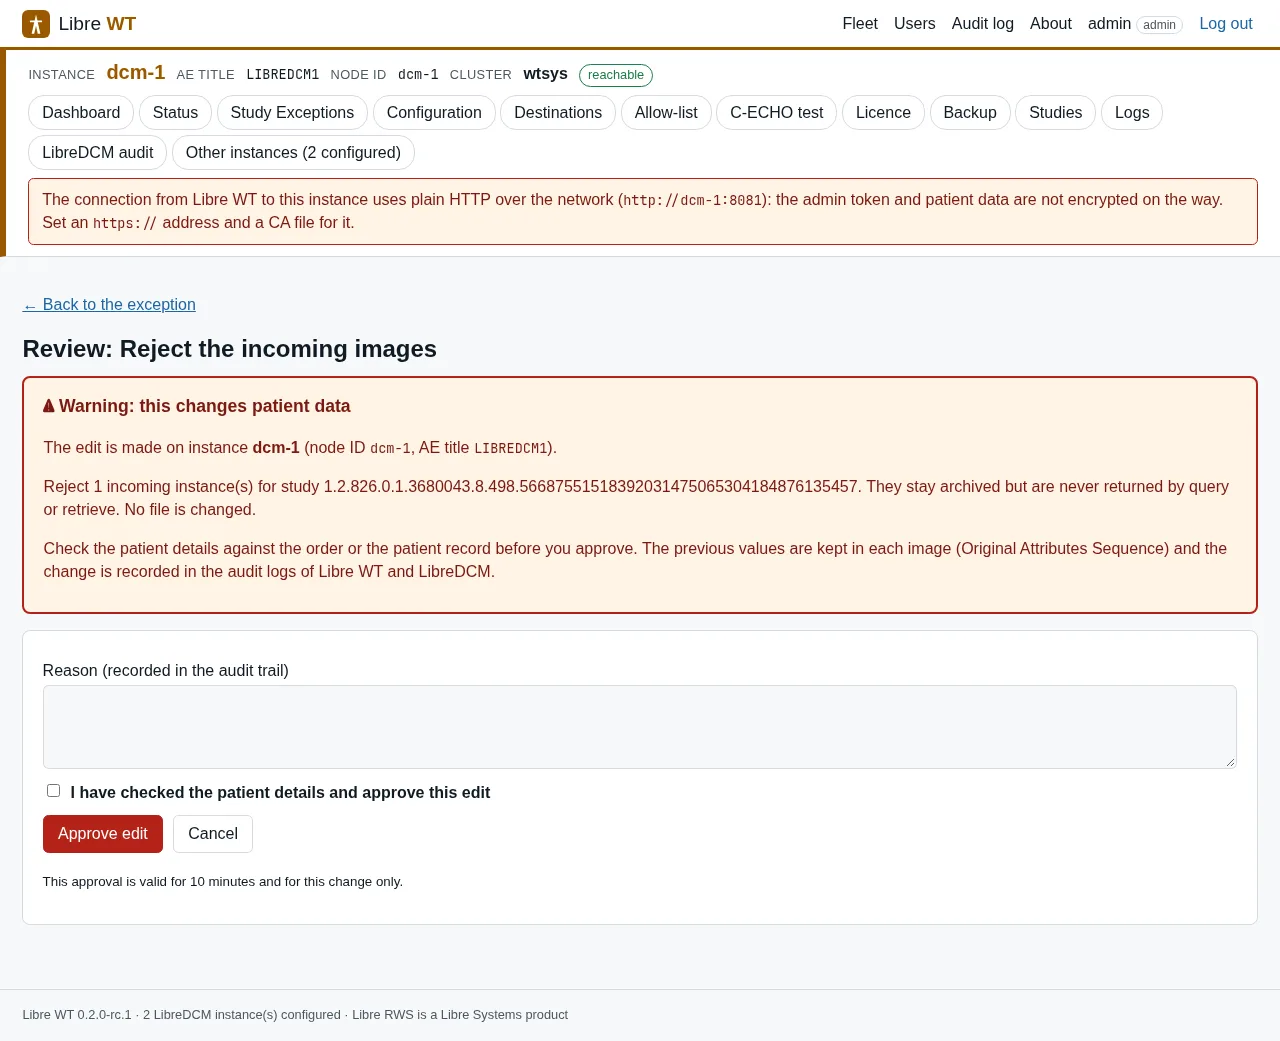 Libre WT
Fleet Users Audit log About admin admin Log out
INSTANCE dcm-1 AE TITLE LIBREDCM1 NODE ID dcm-1 CLUSTER wtsys reachable
Dashboard Status Study Exceptions Configuration Destinations Allow-list C-ECHO test Licence Backup Studies Logs
LibreDCM audit Other instances (2 configured)
The connection from Libre WT to this instance uses plain HTTP over the network (http://dcm-1:8081): the admin token and patient data are not encrypted on the way.
Set an https:// address and a CA file for it.
← Back to the exception
Review: Reject the incoming images
Warning: this changes patient data
The edit is made on instance dcm-1 (node ID dcm-1, AE title LIBREDCM1).
Reject 1 incoming instance(s) for study 1.2.826.0.1.3680043.8.498.56687551518392031475065304184876135457. They stay archived but are never returned by query
or retrieve. No file is changed.
Check the patient details against the order or the patient record before you approve. The previous values are kept in each image (Original Attributes Sequence) and the
change is recorded in the audit logs of Libre WT and LibreDCM.
Reason (recorded in the audit trail)
I have checked the patient details and approve this edit
Approve edit Cancel
This approval is valid for 10 minutes and for this change only.
Libre WT 0.2.0-rc.1 · 2 LibreDCM instance(s) configured · Libre RWS is a Libre Systems product